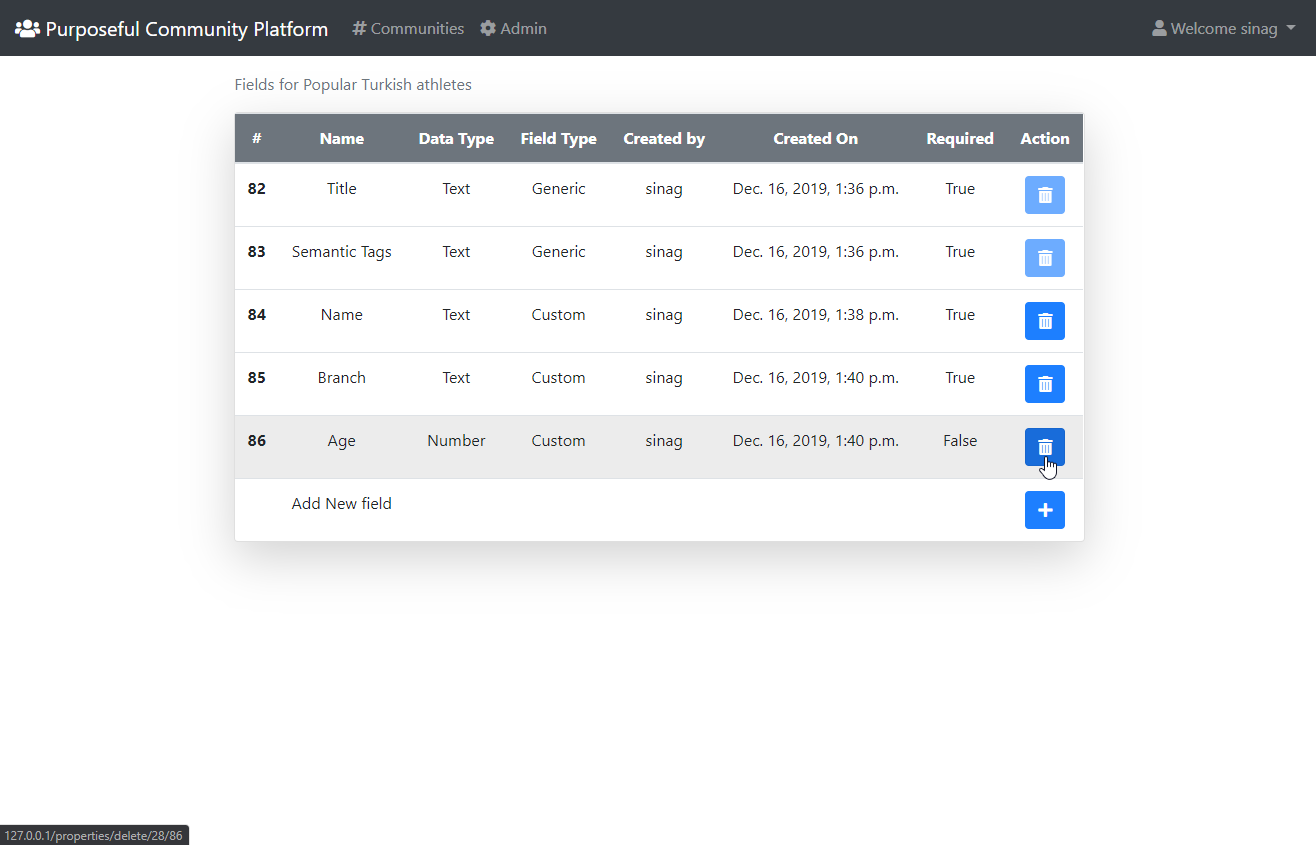 Purposeful Community Platform Communities Admin Welcome sinag
Fields for Popular Turkish athletes
# Name Data Type Field Type Created by Created On Required Action
82 Title Text Generic sinag Dec. 16, 2019, 1:36 p.m. True
83 Semantic Tags Text Generic sinag Dec. 16, 2019, 1:36 p.m. True
84 Name Text Custom sinag Dec. 16, 2019, 1:38 p.m. True
85 Branch Text Custom sinag Dec. 16, 2019, 1:40 p.m. True
86 Age Number Custom sinag Dec. 16, 2019, 1:40 p.m. False
Add New field
127.0.0.1/properties/delete/28/86